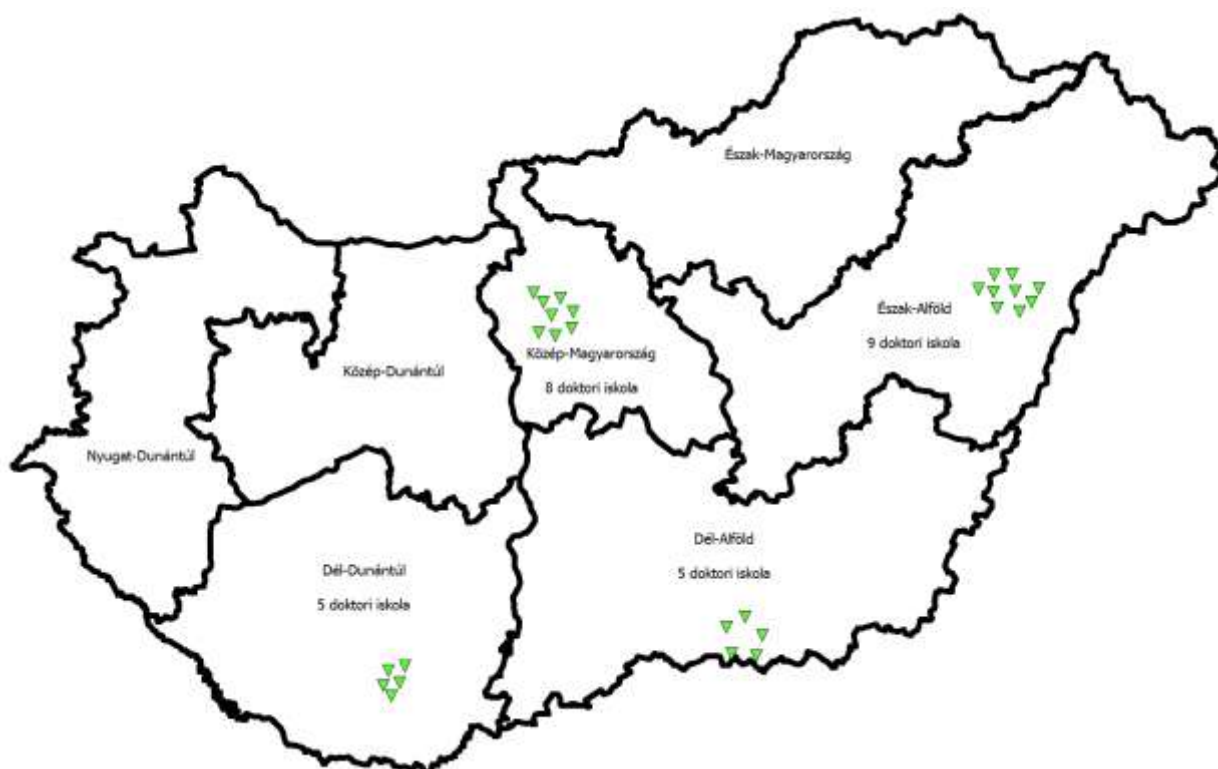 Észak-Magyarország
Észak-Alföld
9 doktori iskola
Közép-Magyarország
8 doktori iskola
Közép-Dunántúl
Nyugat-Dunántúl
Dél-Alföld
5 doktori iskola
Dél-Dunántúl
5 doktori iskola